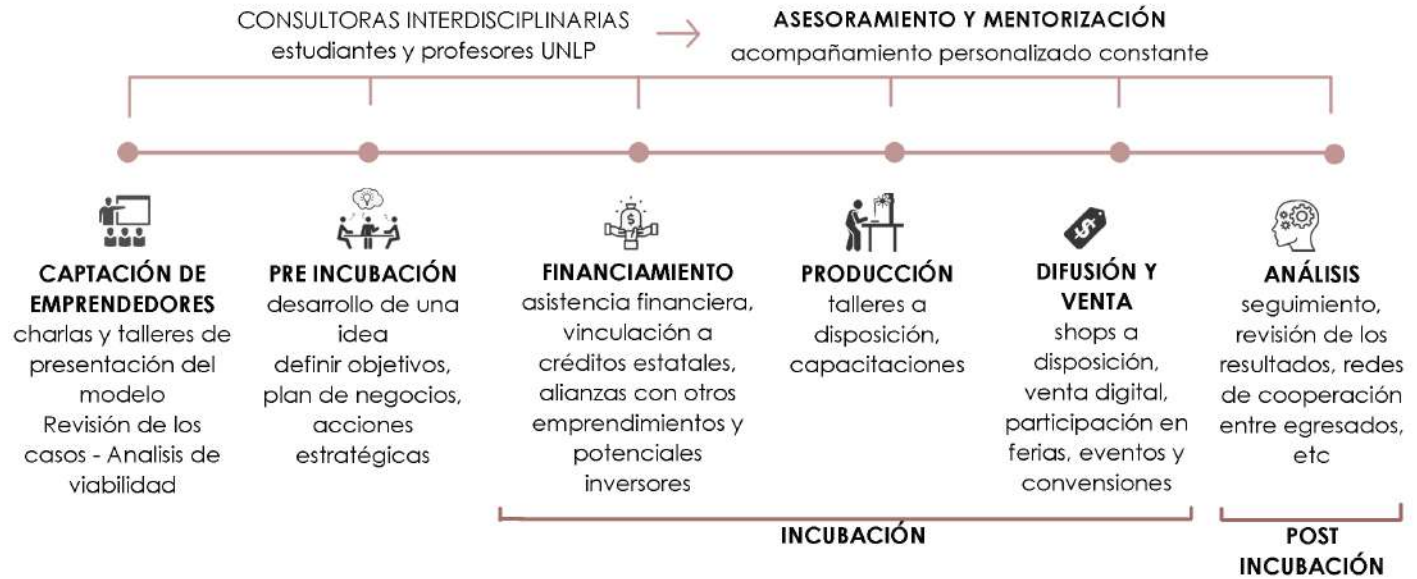 CONSULTORAS INTERDISCIPLINARIAS
estudiantes y profesores UNLP
ASESORAMIENTO Y MENTORIZACIÓN
acompañamiento personalizado constante
CAPTACIÓN DE
EMPRENDEDORES
charlas y talleres de
presentación del
modelo
Revisión de los
casos - Analisis de
viabilidad
PRE INCUBACIÓN
desarrollo de una
idea
definir objetivos,
plan de negocios,
acciones
estratégicas
FINANCIAMIENTO
asistencia financiera,
vinculación a
créditos estatales,
alianzas con otros
emprendimientos y
potenciales
inversores
PRODUCCIÓN
talleres a
disposición,
capacitaciones
DIFUSIÓN Y
VENTA
shops a
disposición,
venta digital,
participación en
ferias, eventos y
convenciones
ANÁLISIS
seguimiento,
revisión de los
resultados, redes
de cooperación
entre egresados,
etc
INCUBACIÓN
POST
INCUBACIÓN